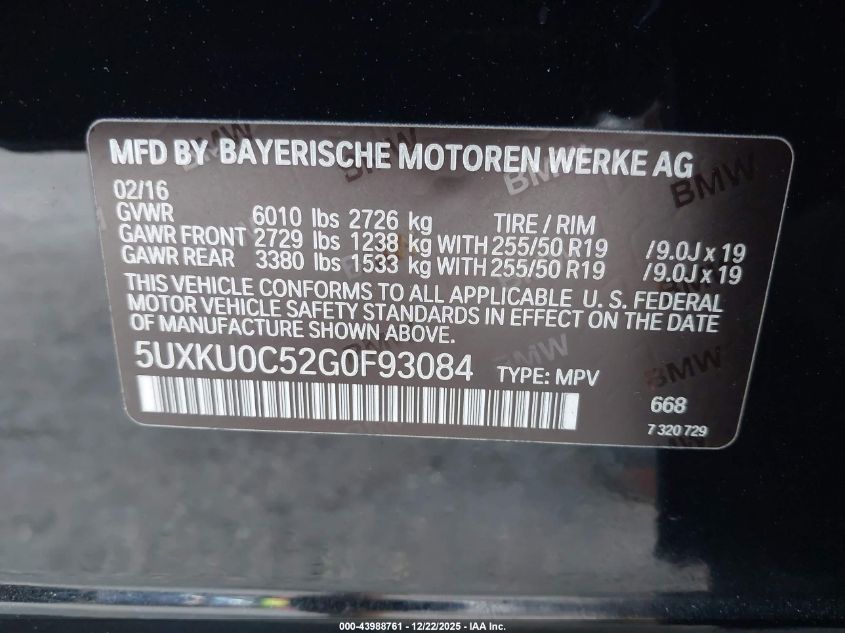 MFD BY BAYERISCHE MOTOREN WERKE AG
02/16
GVWR 6010 lbs 2726 kg TIRE / RIM
GAWR FRONT 2729 lbs 1238 kg WITH 255/50 R19 /9.0J x 19
GAWR REAR 3380 lbs 1533 kg WITH 255/50 R19 /9.0J x 19
THIS VEHICLE CONFORMS TO ALL APPLICABLE U. S. FEDERAL
MOTOR VEHICLE SAFETY STANDARDS IN EFFECT ON THE DATE
OF MANUFACTURE SHOWN ABOVE.
5UXKU0C52G0F93084 TYPE: MPV
668
7 320 729
000-43988761 - 12/22/2025 - IAA Inc.